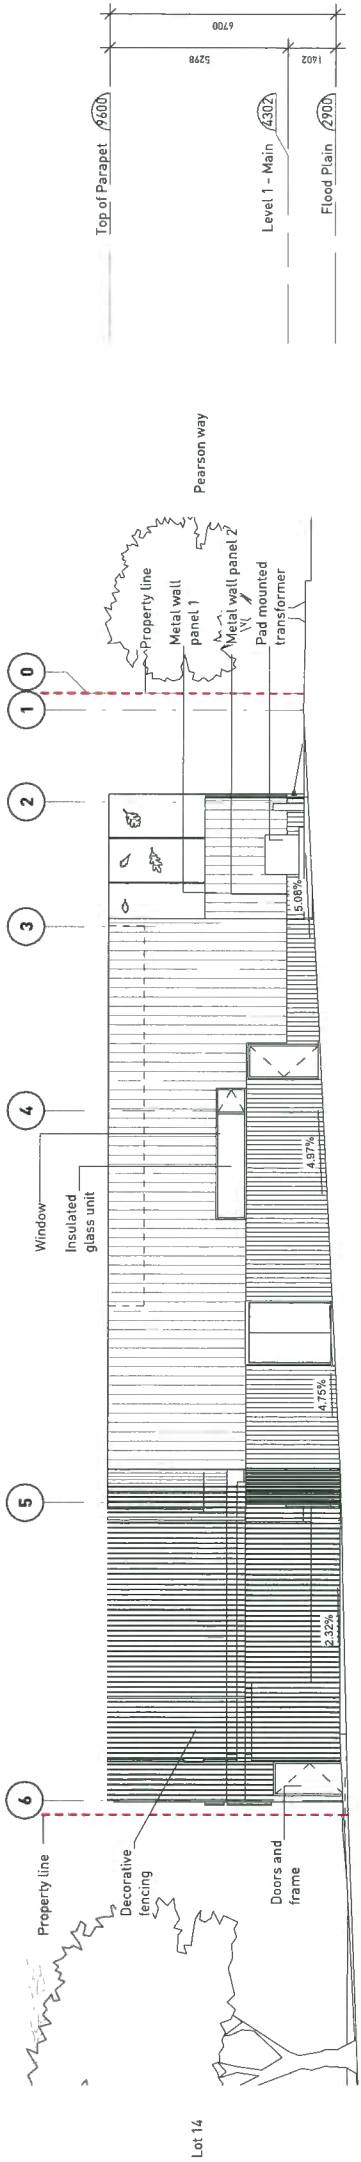 Lot 14
Property line
6
5
4
3
2
1
0
Decorative
fencing
Doors and
frame
2.32%
4.75%
4.97%
5.08%
Window
Insulated
glass unit
Property line
Metal wall
panel 1
Metal wall panel 2
Pad mounted
transformer
Pearson way
Top of Parapet
9600
Level 1 - Main
4302
Flood Plain
2900
6700
5298
1402